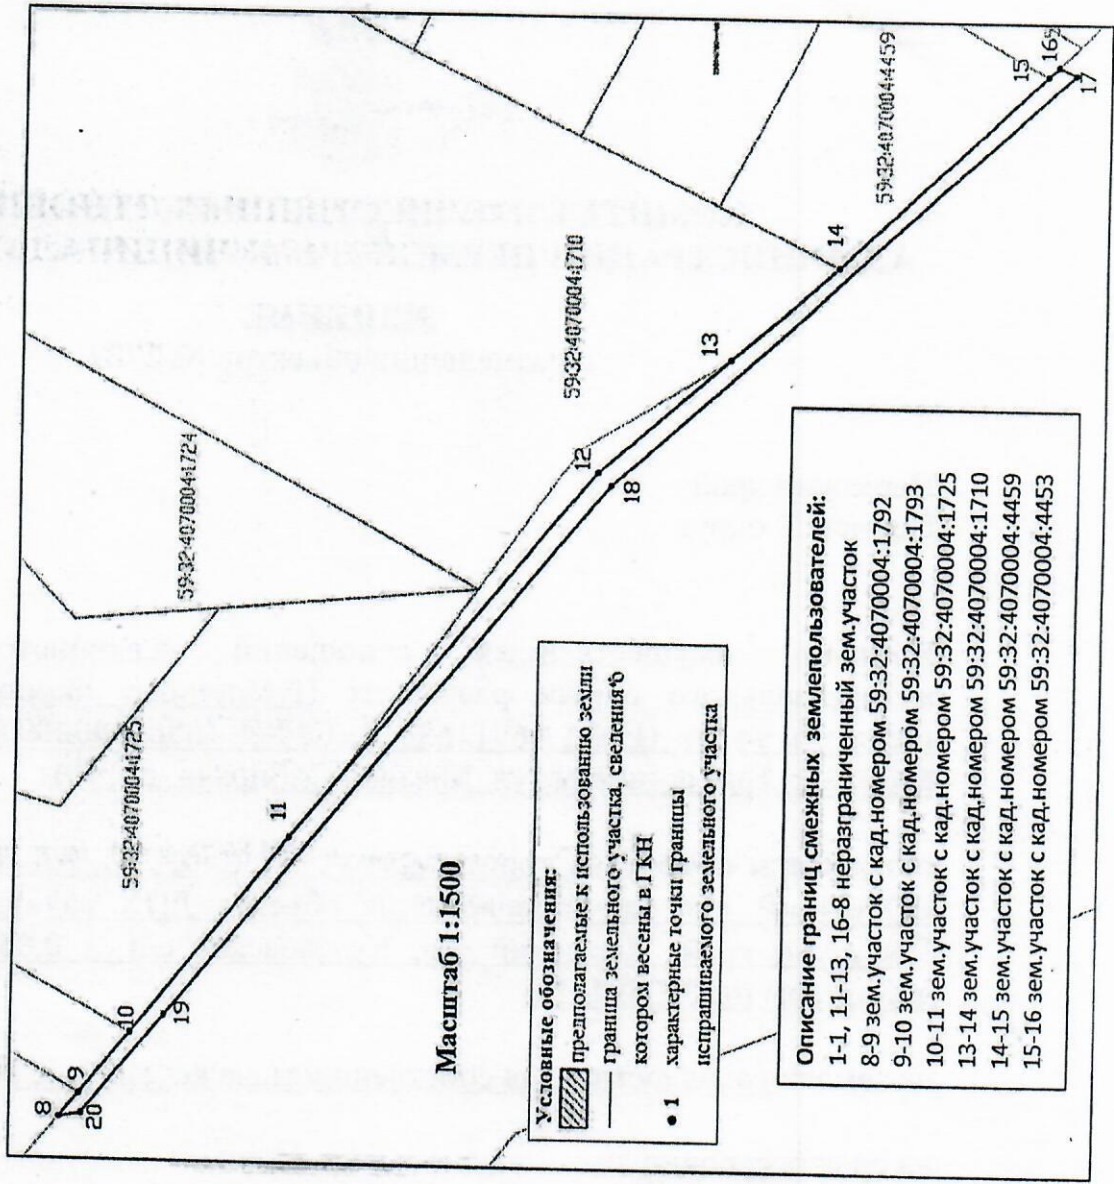 8
9
20
10
19
59:32:4070004:1725
11
59:32:4070004:1724
12
18
59:32:4070004:1710
13
14
59:32:4070004:4459
15
16
17
Масштаб 1:1500
Условные обозначения:
предполагаемые к использованию земли
граница земельного участка, сведения о
котором весены в ГКН
• 1 характерные точки границы
испрашиваемого земельного участка
Описание границ смежных землепользователей:
1-1, 11-13, 16-8 неразграниченный зем.участок
8-9 зем.участок с кад.номером 59:32:4070004:1792
9-10 зем.участок с кад.номером 59:32:4070004:1793
10-11 зем.участок с кад.номером 59:32:4070004:1725
13-14 зем.участок с кад.номером 59:32:4070004:1710
14-15 зем.участок с кад.номером 59:32:4070004:4459
15-16 зем.участок с кад.номером 59:32:4070004:4453